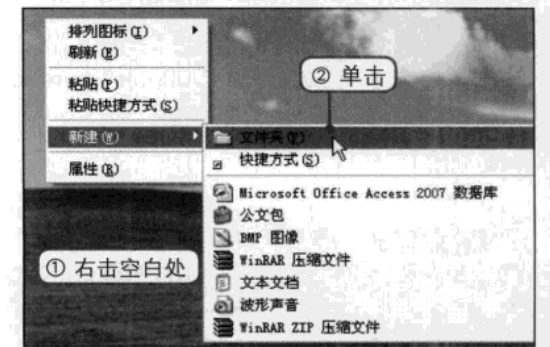 排列图标(I)
刷新(E)
粘贴(P)
粘贴快捷方式(S)
新建(W)
属性(R)
① 右击空白处
② 单击
文件夹(F)
快捷方式(S)
Microsoft Office Access 2007 数据库
公文包
BMP 图像
WinRAR 压缩文件
文本文档
波形声音
WinRAR ZIP 压缩文件